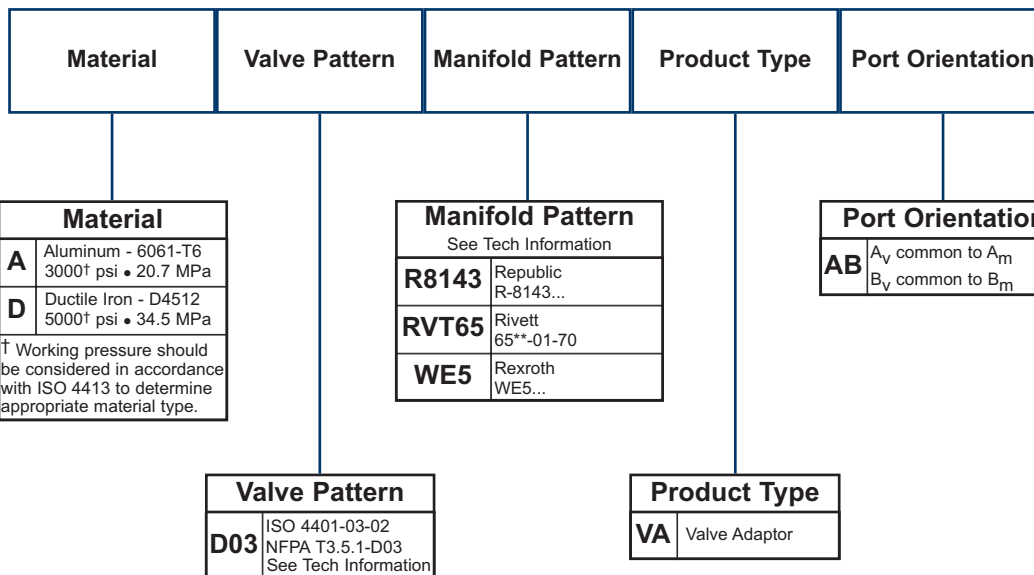 Material
Valve Pattern
Manifold Pattern
Product Type
Port Orientation
Material
A
Aluminum - 6061-T6
3000† psi • 20.7 MPa
D
Ductile Iron - D4512
5000† psi • 34.5 MPa
† Working pressure should
be considered in accordance
with ISO 4413 to determine
appropriate material type.
Manifold Pattern
See Tech Information
R8143
Republic
R-8143...
RVT65
Rivett
65**-01-70
WE5
Rexroth
WE5...
Port Orientation
AB
Av common to Am
Bv common to Bm
Valve Pattern
D03
ISO 4401-03-02
NFPA T3.5.1-D03
See Tech Information
Product Type
VA
Valve Adaptor